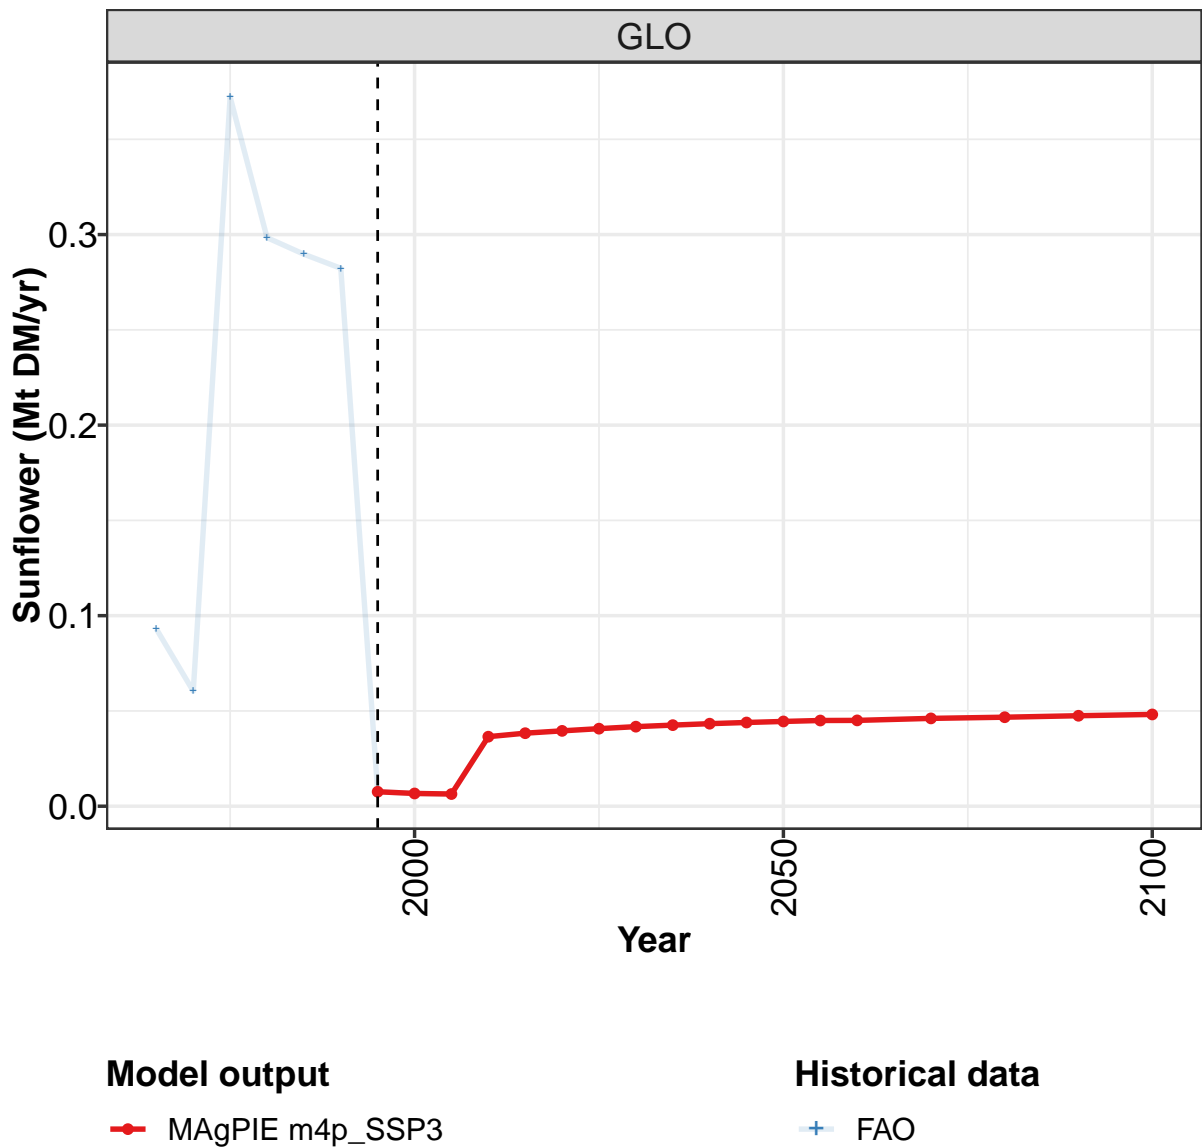 GLO
Sunflower (Mt DM/yr)
0.3
0.2
0.1
0.0
2000
2050
2100
Year
Model output
Historical data
MAgPIE m4p_SSP3
FAO